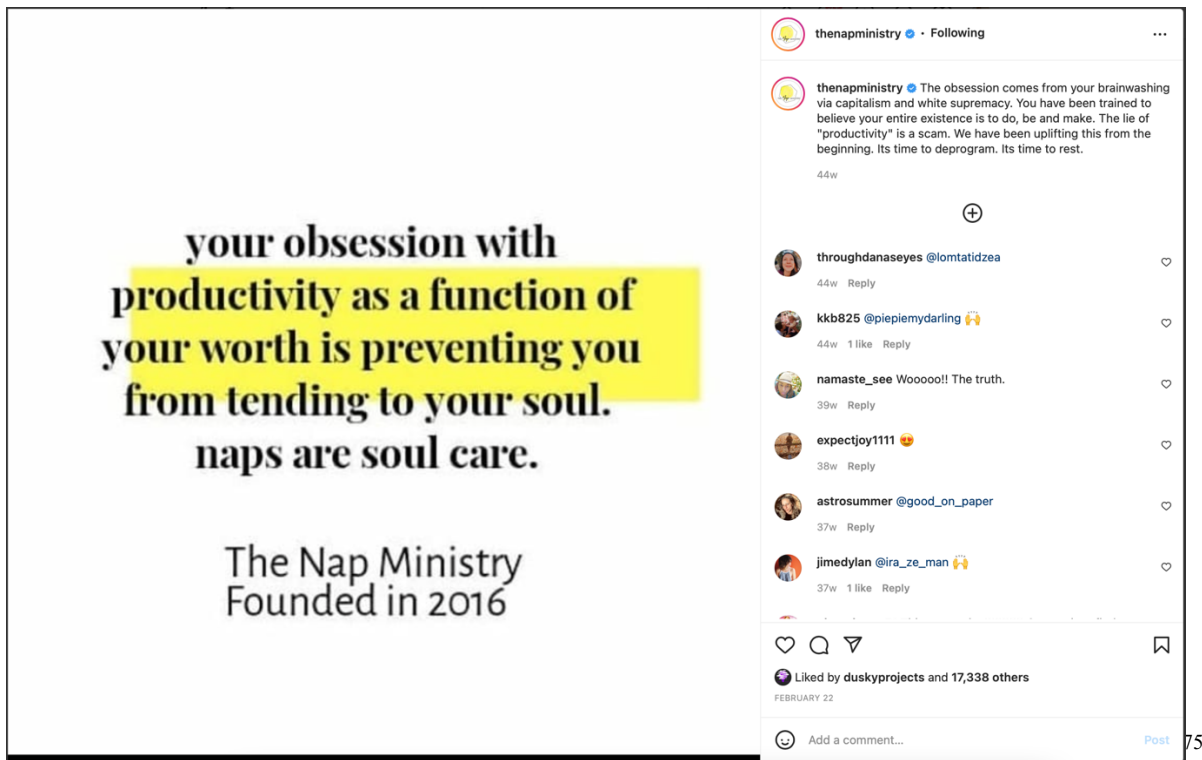 your obsession with
productivity as a function of
your worth is preventing you
from tending to your soul.
naps are soul care.
The Nap Ministry
Founded in 2016
thenapministry • Following
thenapministry The obsession comes from your brainwashing
via capitalism and white supremacy. You have been trained to
believe your entire existence is to do, be and make. The lie of
"productivity" is a scam. We have been uplifting this from the
beginning. Its time to deprogram. Its time to rest.
44w
throughdanaseyes @lomtatidzea
44w Reply
kkb825 @piepiemydarling 🙌
44w 1 like Reply
namaste_see Wooooo!! The truth.
39w Reply
expectjoy1111 😍
38w Reply
astrosummer @good_on_paper
37w Reply
jimedylan @ira_ze_man 🙌
37w 1 like Reply
Liked by duskyprojects and 17,338 others
FEBRUARY 22
Add a comment... Post
75